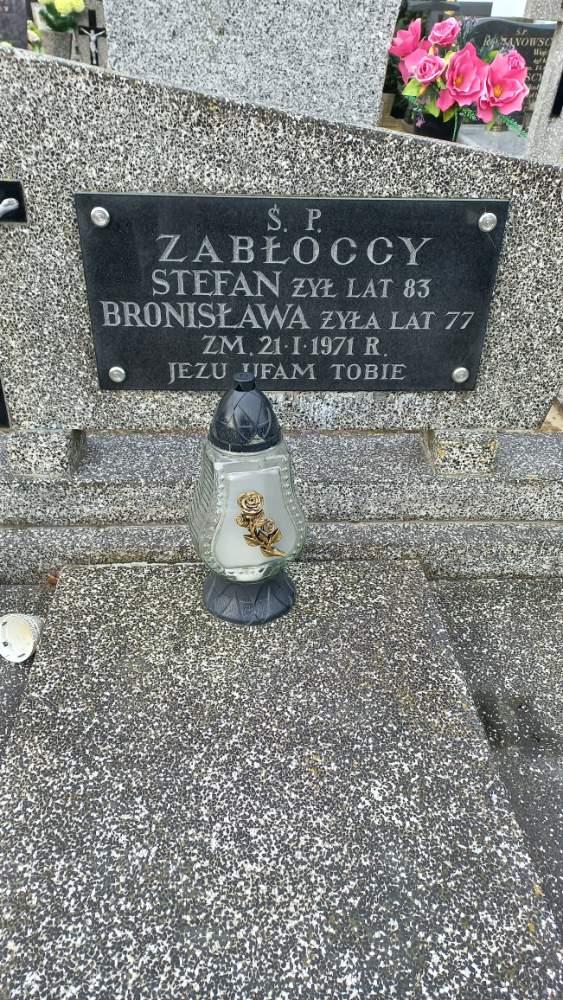 Ś. P.
ZABŁOCCY
STEFAN ŻYŁ LAT 83
BRONISŁAWA ŻYŁA LAT 77
ZM. 21·I·1971 R.
JEZU UFAM TOBIE
Ś.P.